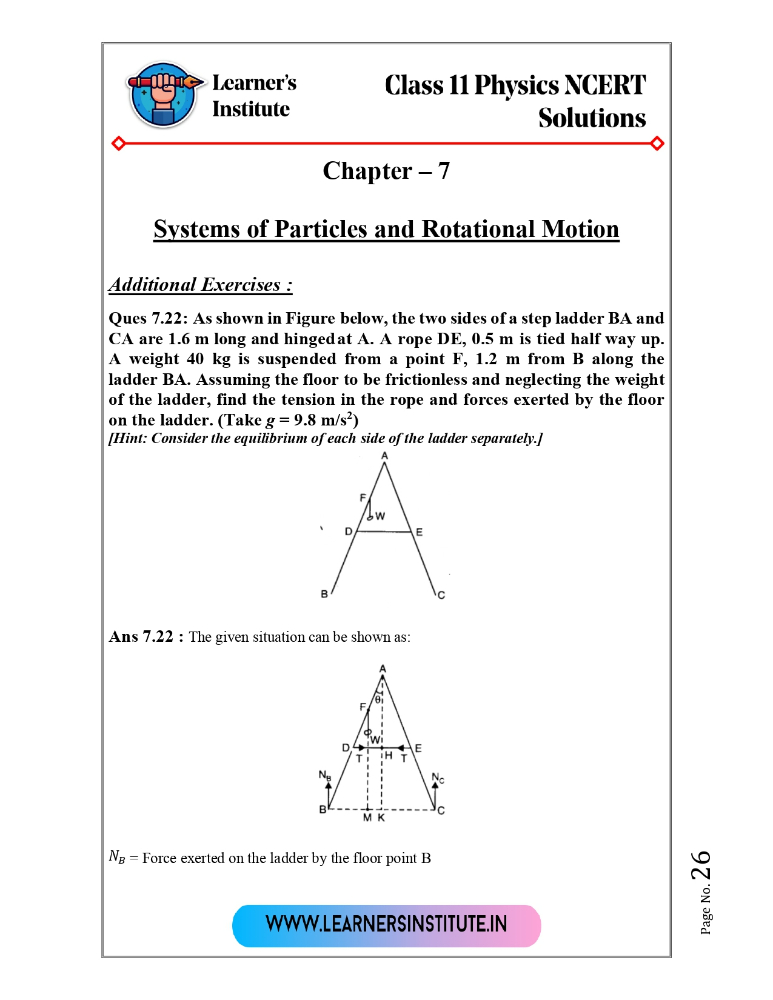 Learner's
Institute
Class 11 Physics NCERT
Solutions
Chapter – 7
Systems of Particles and Rotational Motion
Additional Exercises :
Ques 7.22: As shown in Figure below, the two sides of a step ladder BA and
CA are 1.6 m long and hingedat A. A rope DE, 0.5 m is tied half way up.
A weight 40 kg is suspended from a point F, 1.2 m from B along the
ladder BA. Assuming the floor to be frictionless and neglecting the weight
of the ladder, find the tension in the rope and forces exerted by the floor
on the ladder. (Take g = 9.8 m/s²)
[Hint: Consider the equilibrium of each side of the ladder separately.]
A
F
W
D E
B C
Ans 7.22 : The given situation can be shown as:
A
θ
F
W
D E
T H T
N_B N_C
B C
M K
N_B = Force exerted on the ladder by the floor point B
Page No. 26
WWW.LEARNERSINSTITUTE.IN